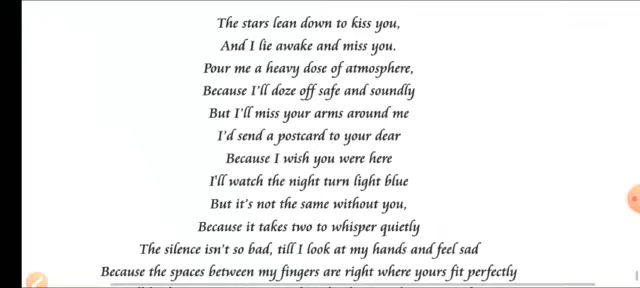 The stars lean down to kiss you,
And I lie awake and miss you.
Pour me a heavy dose of atmosphere,
Because I'll doze off safe and soundly
But I'll miss your arms around me
I'd send a postcard to your dear
Because I wish you were here
I'll watch the night turn light blue
But it's not the same without you,
Because it takes two to whisper quietly
The silence isn't so bad, till I look at my hands and feel sad
Because the spaces between my fingers are right where yours fit perfectly